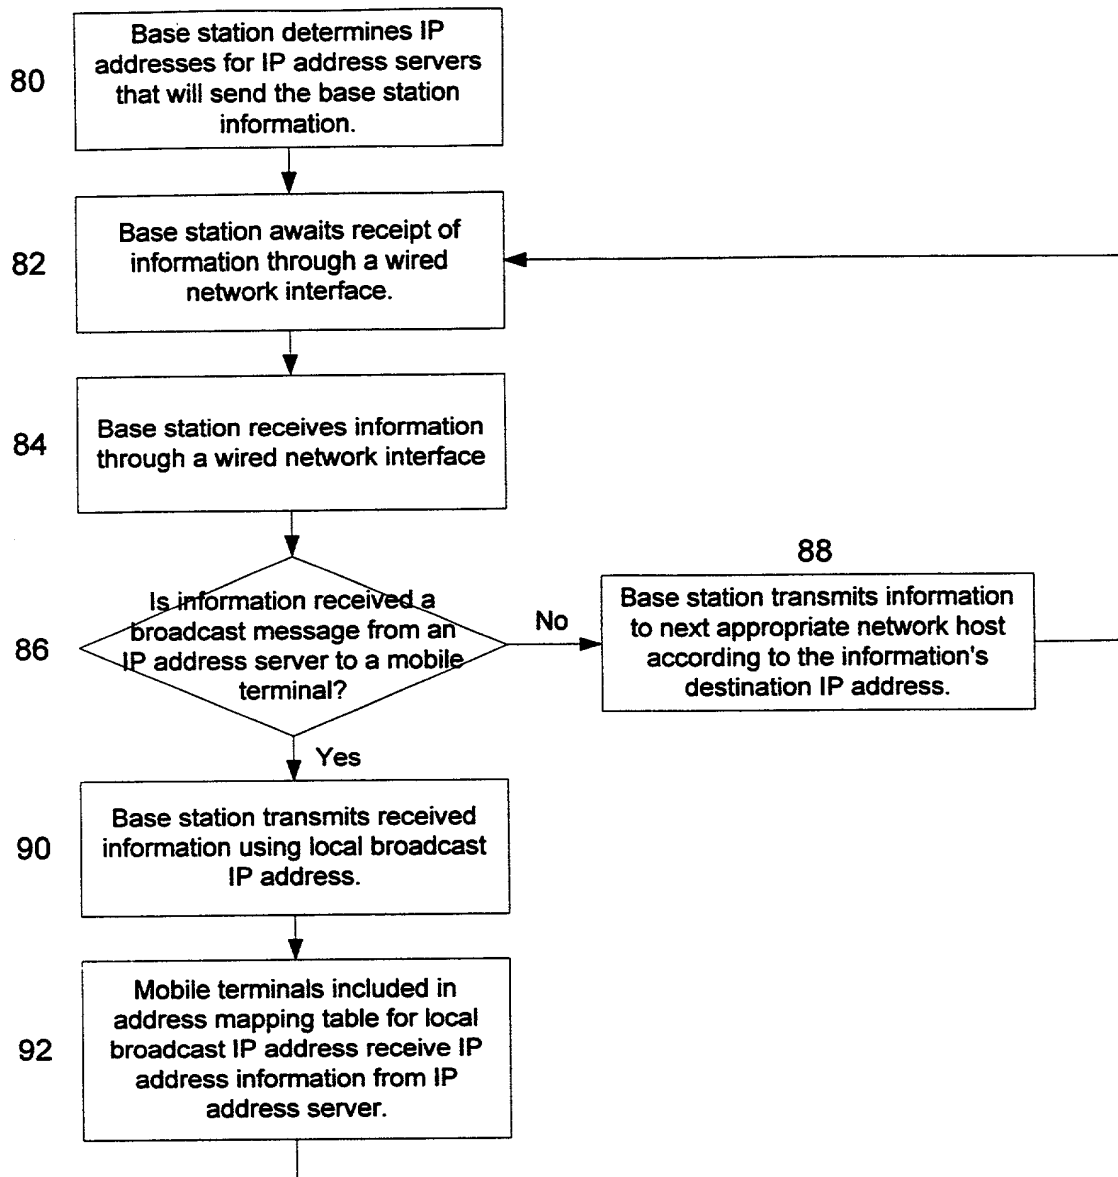 80
Base station determines IP
addresses for IP address servers
that will send the base station
information.
82
Base station awaits receipt of
information through a wired
network interface.
84
Base station receives information
through a wired network interface
86
Is information received a
broadcast message from an
IP address server to a mobile
terminal?
No
88
Base station transmits information
to next appropriate network host
according to the information's
destination IP address.
Yes
90
Base station transmits received
information using local broadcast
IP address.
92
Mobile terminals included in
address mapping table for local
broadcast IP address receive IP
address information from IP
address server.